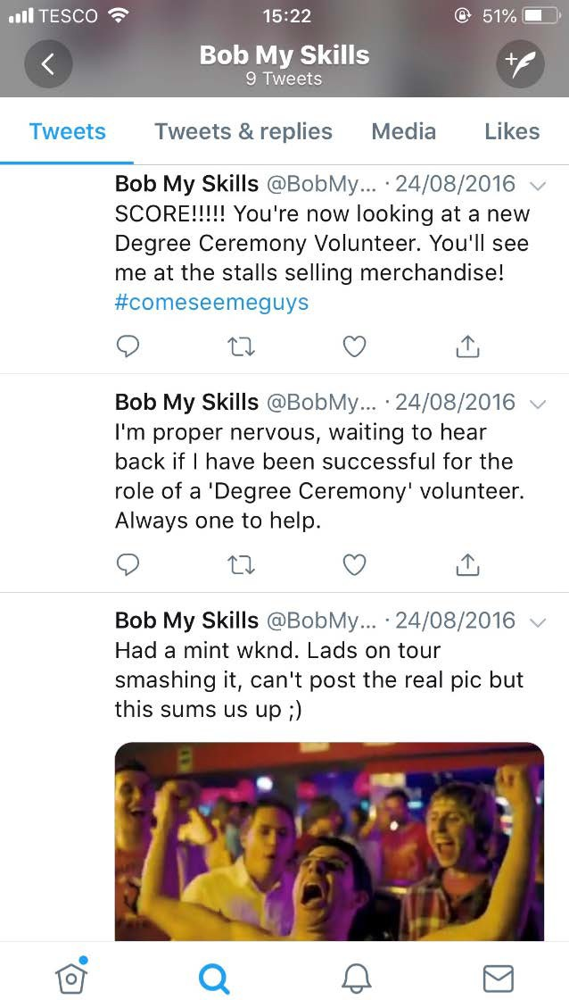 TESCO 15:22 51%
Bob My Skills
9 Tweets
Tweets Tweets & replies Media Likes
Bob My Skills @BobMy... · 24/08/2016
SCORE!!!!! You're now looking at a new
Degree Ceremony Volunteer. You'll see
me at the stalls selling merchandise!
#comeseemeguys
Bob My Skills @BobMy... · 24/08/2016
I'm proper nervous, waiting to hear
back if I have been successful for the
role of a 'Degree Ceremony' volunteer.
Always one to help.
Bob My Skills @BobMy... · 24/08/2016
Had a mint wknd. Lads on tour
smashing it, can't post the real pic but
this sums us up ;)